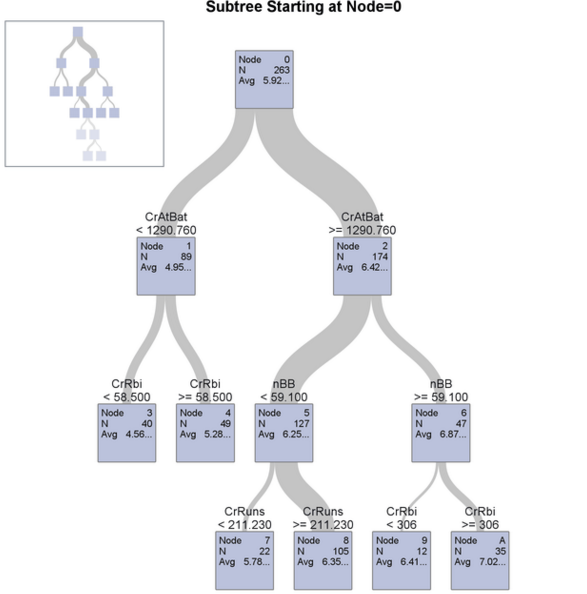 Subtree Starting at Node=0
Node 0
N 263
Avg 5.92...
CrAtBat
< 1290.760
Node 1
N 89
Avg 4.95...
CrAtBat
>= 1290.760
Node 2
N 174
Avg 6.42...
CrRbi
< 58.500
Node 3
N 40
Avg 4.56...
CrRbi
>= 58.500
Node 4
N 49
Avg 5.28...
nBB
< 59.100
Node 5
N 127
Avg 6.25...
nBB
>= 59.100
Node 6
N 47
Avg 6.87...
CrRuns
< 211.230
Node 7
N 22
Avg 5.78...
CrRuns
>= 211.230
Node 8
N 105
Avg 6.35...
CrRbi
< 306
Node 9
N 12
Avg 6.41...
CrRbi
>= 306
Node A
N 35
Avg 7.02...